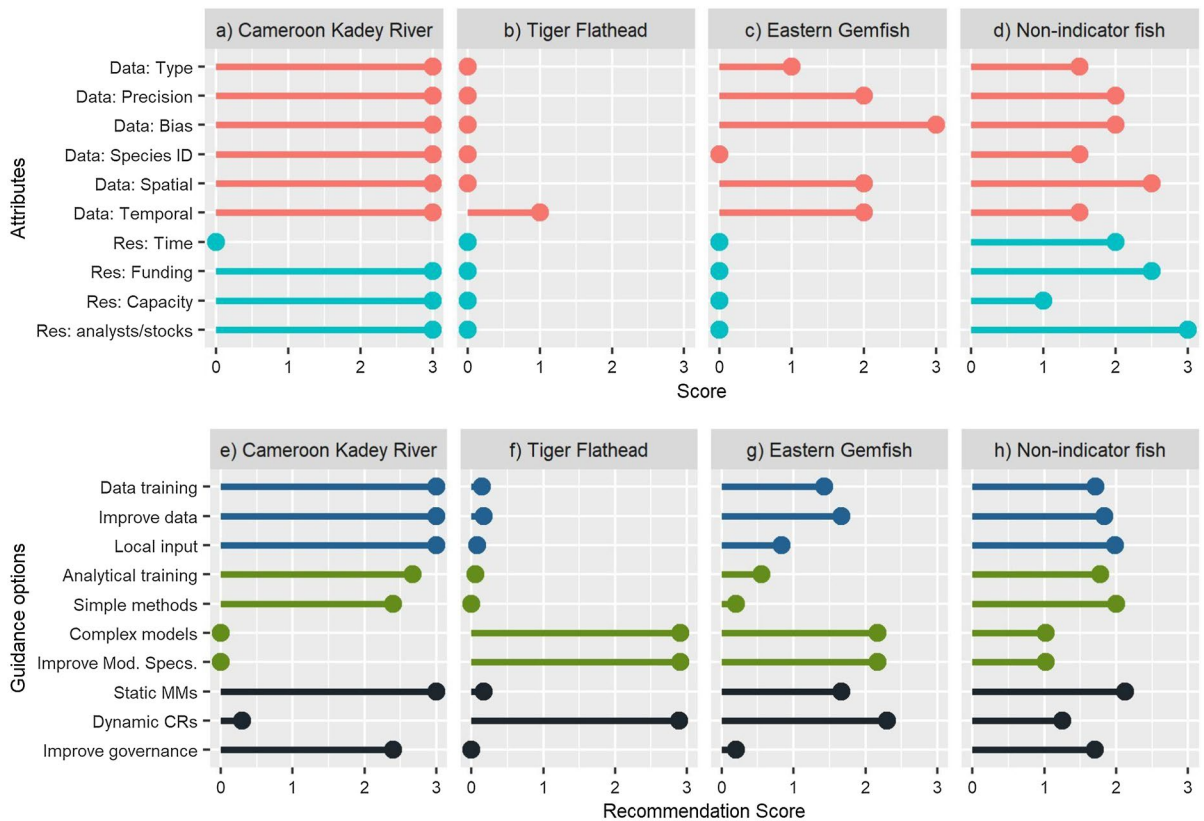 a) Cameroon Kadey River b) Tiger Flathead c) Eastern Gemfish d) Non-indicator fish
Attributes
Data: Type
Data: Precision
Data: Bias
Data: Species ID
Data: Spatial
Data: Temporal
Res: Time
Res: Funding
Res: Capacity
Res: analysts/stocks
0 1 2 3 0 1 2 3 0 1 2 3 0 1 2 3
Score
e) Cameroon Kadey River f) Tiger Flathead g) Eastern Gemfish h) Non-indicator fish
Guidance options
Data training
Improve data
Local input
Analytical training
Simple methods
Complex models
Improve Mod. Specs.
Static MMs
Dynamic CRs
Improve governance
0 1 2 3 0 1 2 3 0 1 2 3 0 1 2 3
Recommendation Score